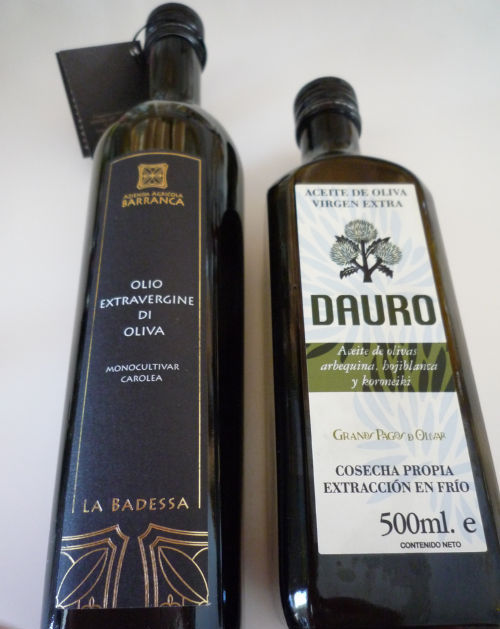 AZIENDA AGRICOLA
BARRANCA
OLIO
EXTRAVERGINE
DI
OLIVA
MONOCULTIVAR
CAROLEA
LA BADESSA
ACEITE DE OLIVA
VIRGEN EXTRA
DAURO
Aceite de olivas
arbequina, hojiblanca
y koroneiki
GRANDES PAGOS DE OLIVAR
COSECHA PROPIA
EXTRACCIÓN EN FRÍO
500ml. e
CONTENIDO NETO